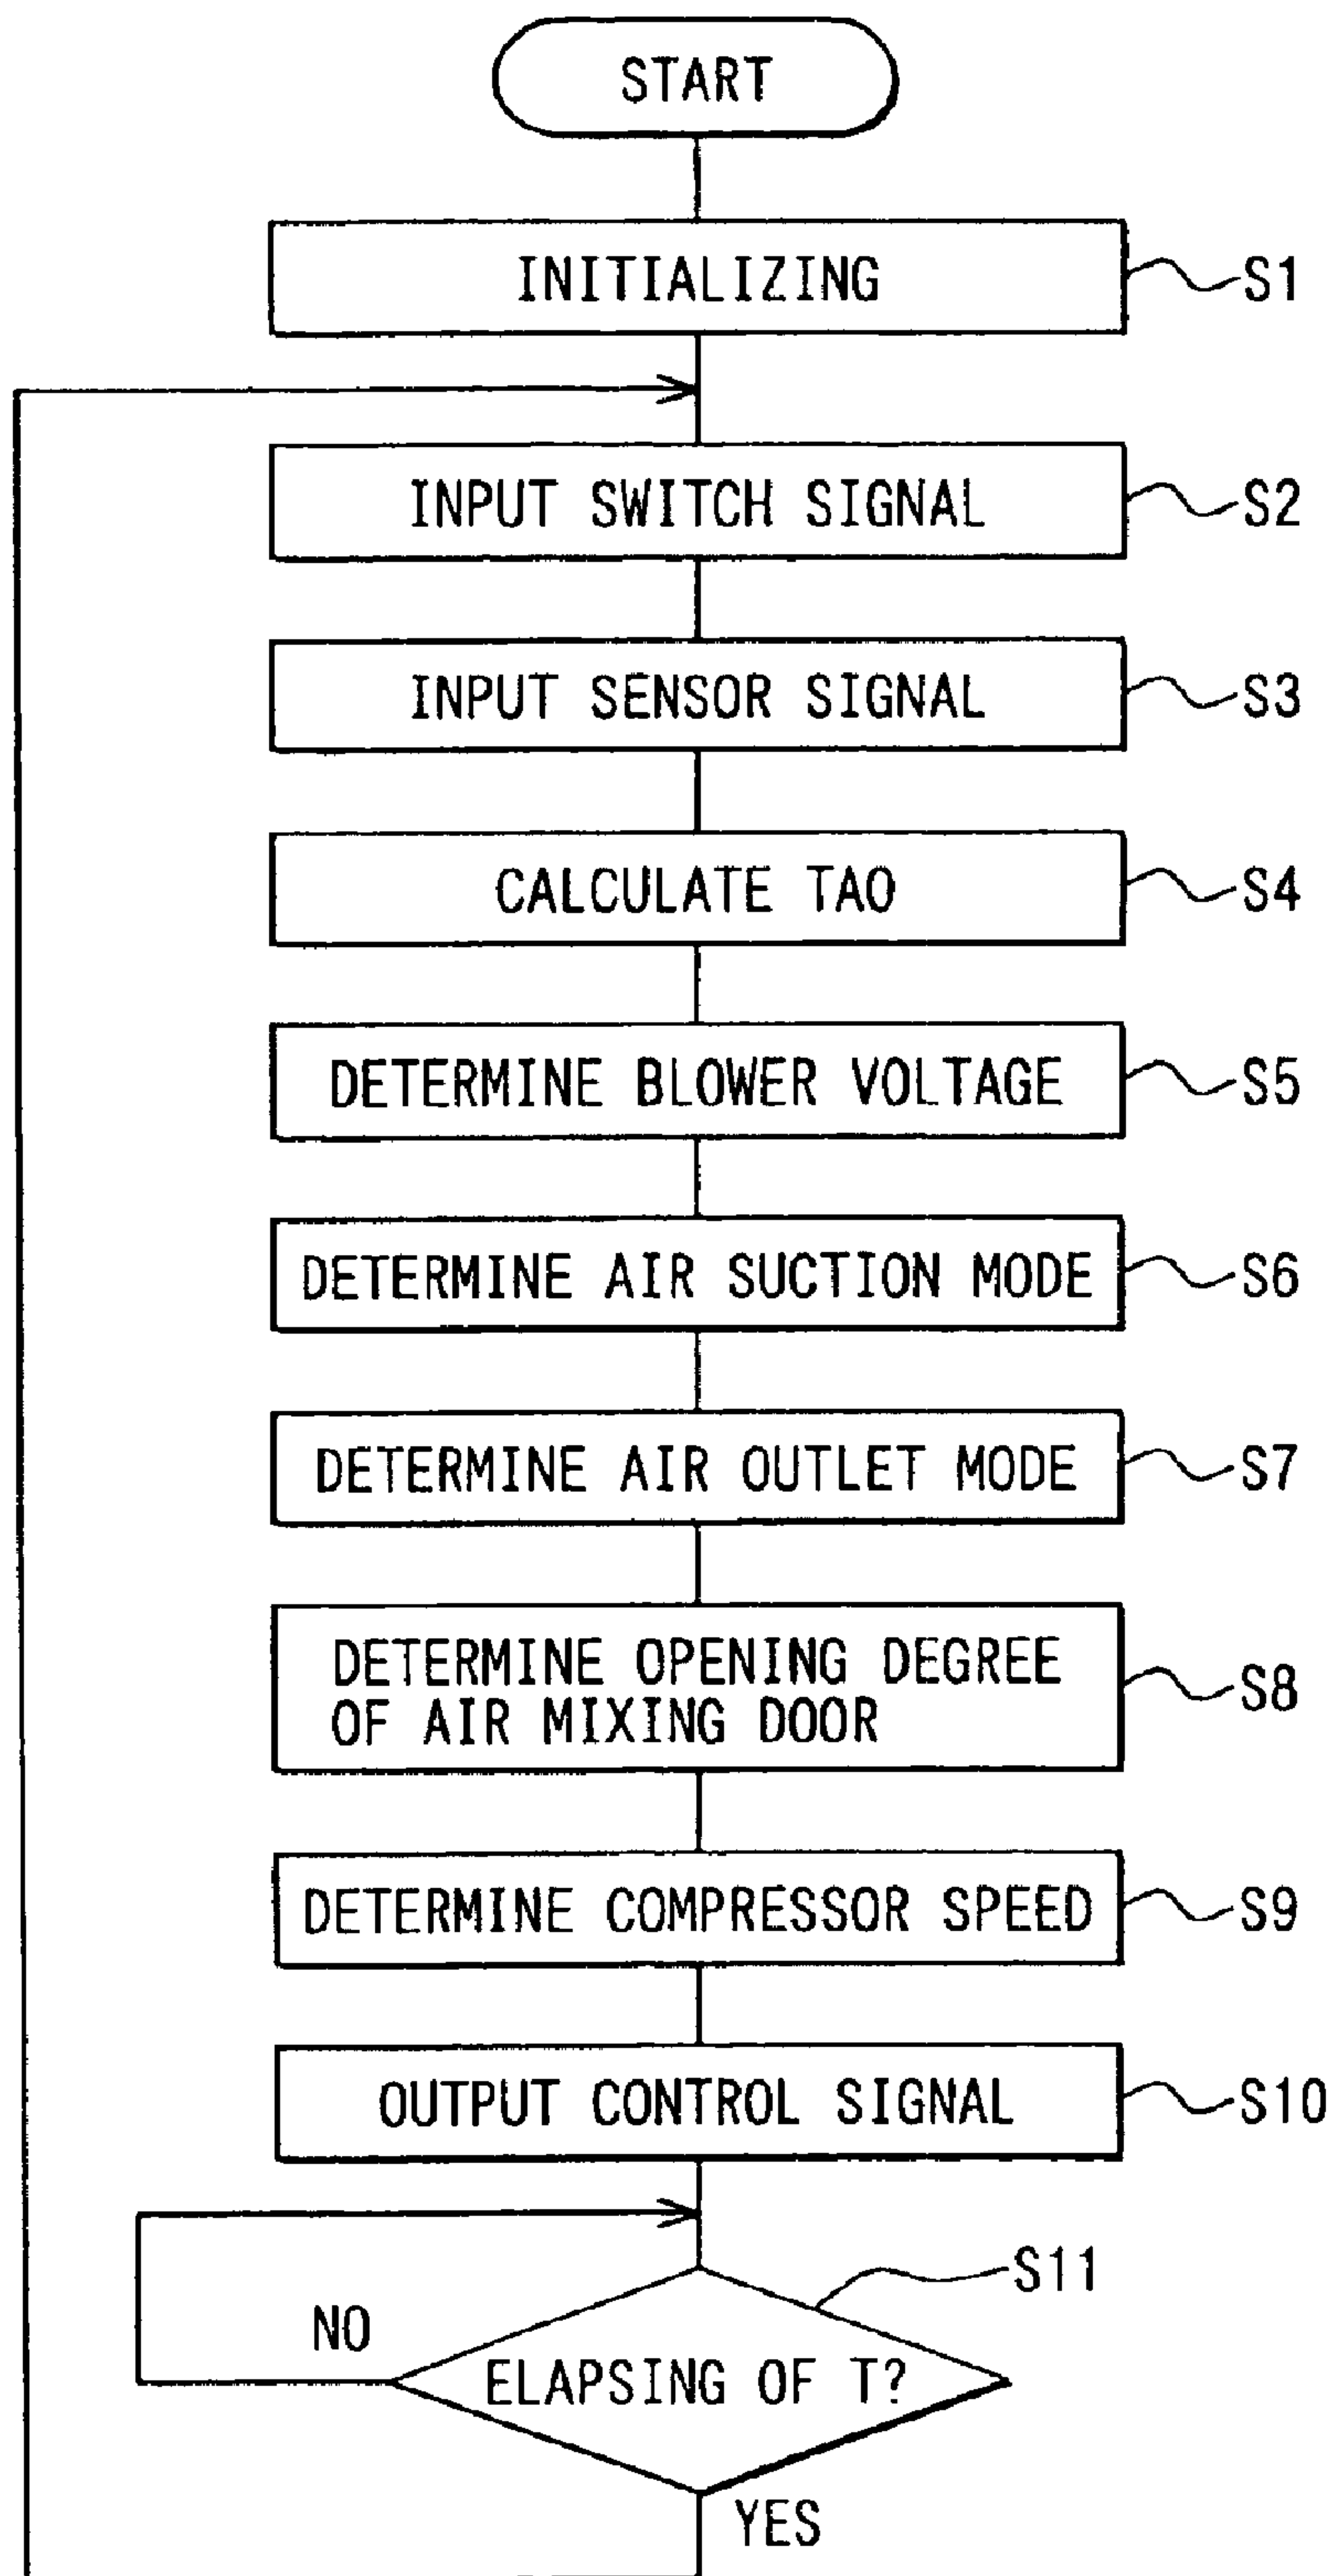 START
INITIALIZING
S1
INPUT SWITCH SIGNAL
S2
INPUT SENSOR SIGNAL
S3
CALCULATE TAO
S4
DETERMINE BLOWER VOLTAGE
S5
DETERMINE AIR SUCTION MODE
S6
DETERMINE AIR OUTLET MODE
S7
DETERMINE OPENING DEGREE
OF AIR MIXING DOOR
S8
DETERMINE COMPRESSOR SPEED
S9
OUTPUT CONTROL SIGNAL
S10
S11
NO
ELAPSING OF T?
YES